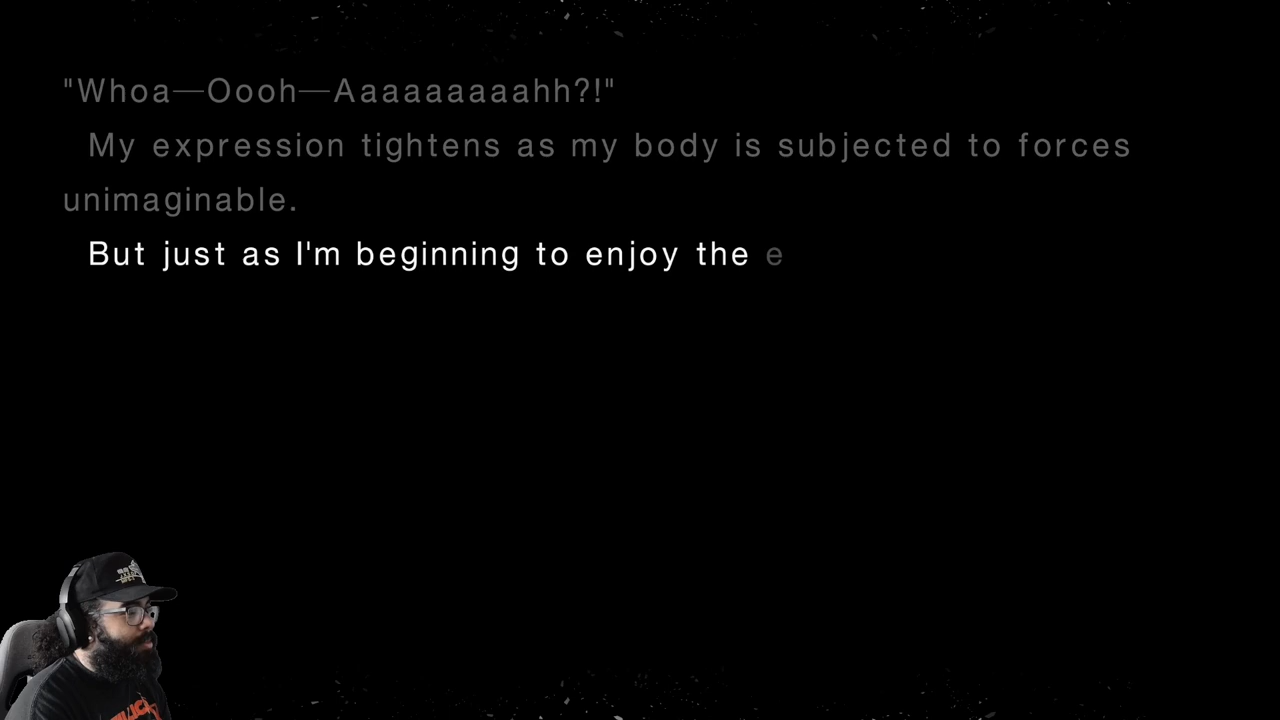 "Whoa—Oooh—Aaaaaaaaahh?!"
My expression tightens as my body is subjected to forces
unimaginable.
But just as I'm beginning to enjoy the e